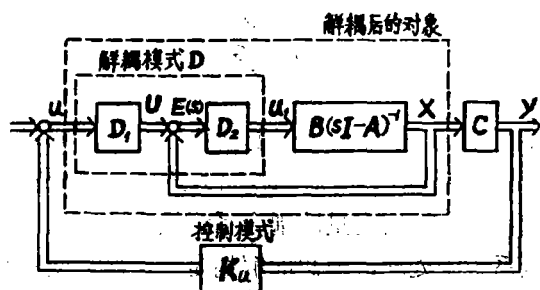 解耦后的对象
解耦模式 D
u D₁ U E(s) D₂ u₁ B(sI-A)⁻¹ X C y
控制模式
Kᵤ